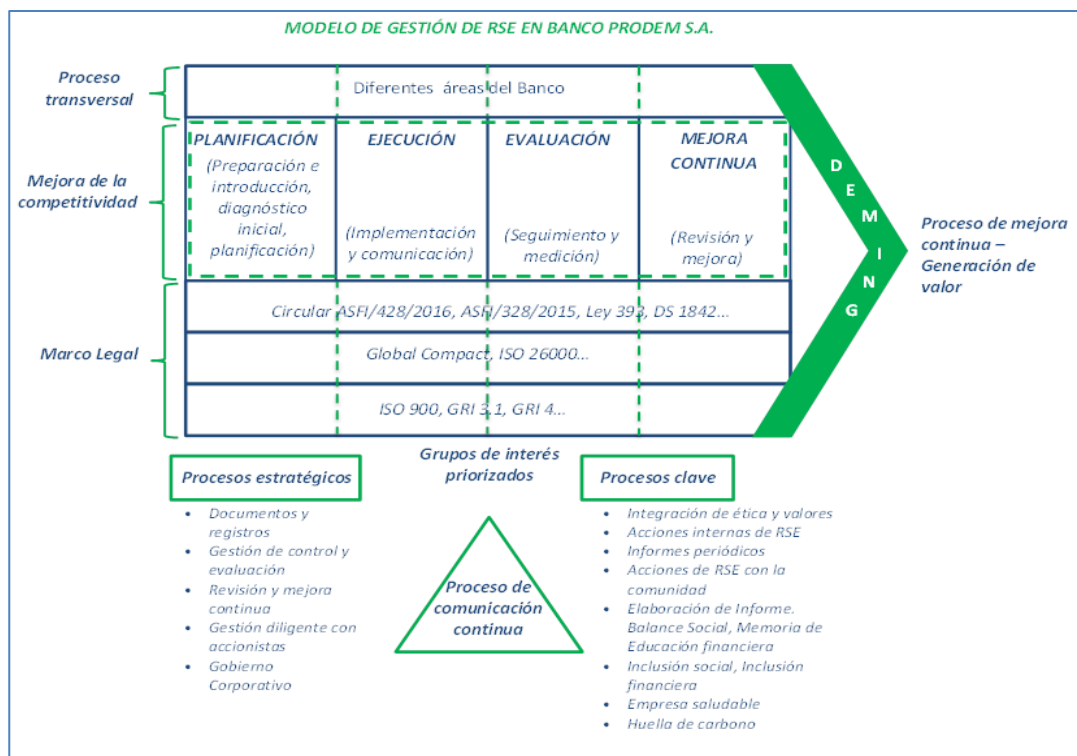 MODELO DE GESTIÓN DE RSE EN BANCO PRODEM S.A.
Proceso
transversal
Diferentes áreas del Banco
Mejora de la
competitividad
PLANIFICACIÓN
(Preparación e
introducción,
diagnóstico
inicial,
planificación)
EJECUCIÓN
(Implementación
y comunicación)
EVALUACIÓN
(Seguimiento y
medición)
MEJORA
CONTINUA
(Revisión y
mejora)
DEMING
Proceso de mejora
continua –
Generación de
valor
Marco Legal
Circular ASFI/428/2016, ASFI/328/2015, Ley 393, DS 1842...
Global Compact, ISO 26000...
ISO 900, GRI 3.1, GRI 4...
Grupos de interés
priorizados
Procesos estratégicos
• Documentos y
registros
• Gestión de control y
evaluación
• Revisión y mejora
continua
• Gestión diligente con
accionistas
• Gobierno
Corporativo
Proceso de
comunicación
continua
Procesos clave
• Integración de ética y valores
• Acciones internas de RSE
• Informes periódicos
• Acciones de RSE con la
comunidad
• Elaboración de Informe.
Balance Social, Memoria de
Educación financiera
• Inclusión social, Inclusión
financiera
• Empresa saludable
• Huella de carbono